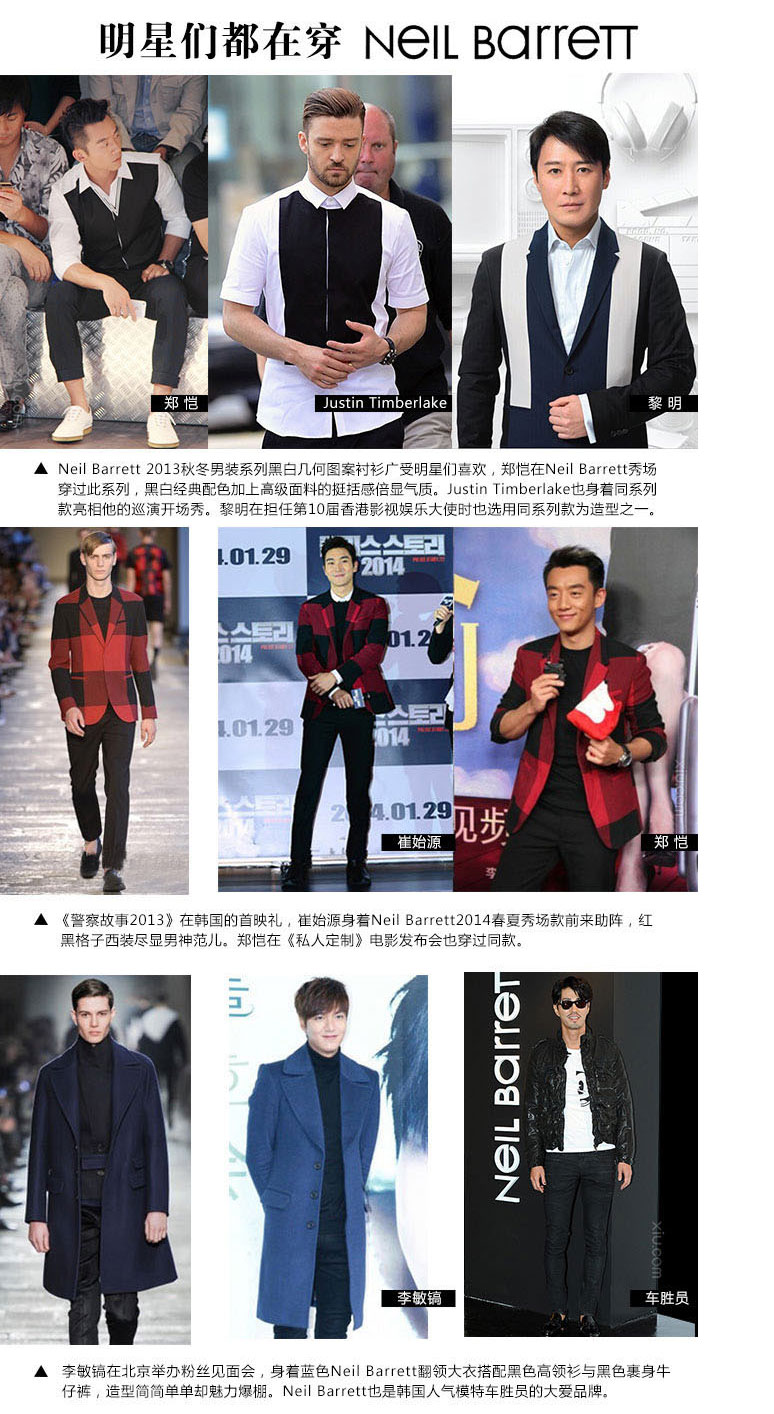 明星们都在穿 NEIL BARRETT
郑 恺
Justin Timberlake
黎 明
▲ Neil Barrett 2013秋冬男装系列黑白几何图案衬衫广受明星们喜欢，郑恺在Neil Barrett秀场
穿过此系列，黑白经典配色加上高级面料的挺括感倍显气质。Justin Timberlake也身着同系列
款亮相他的巡演开场秀。黎明在担任第10届香港影视娱乐大使时也选用同系列款为造型之一。
4.01.29
2014
스스토리
014
01.2
4.01.29
스토리
2014
2014.01.29
见频
崔始源
郑 恺
▲ 《警察故事2013》在韩国的首映礼，崔始源身着Neil Barrett2014春夏秀场款前来助阵，红
黑格子西装尽显男神范儿。郑恺在《私人定制》电影发布会也穿过同款。
NEIL BARRETT
xiu.com
李敏镐
车胜员
▲ 李敏镐在北京举办粉丝见面会，身着蓝色Neil Barrett翻领大衣搭配黑色高领衫与黑色裹身牛
仔裤，造型简简单单却魅力爆棚。Neil Barrett也是韩国人气模特车胜员的大爱品牌。